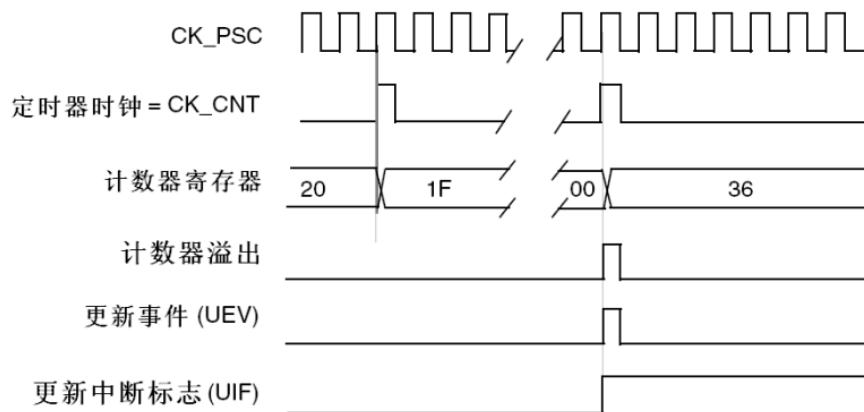 CK_PSC
定时器时钟 = CK_CNT
计数器寄存器 20 1F 00 36
计数器溢出
更新事件 (UEV)
更新中断标志 (UIF)